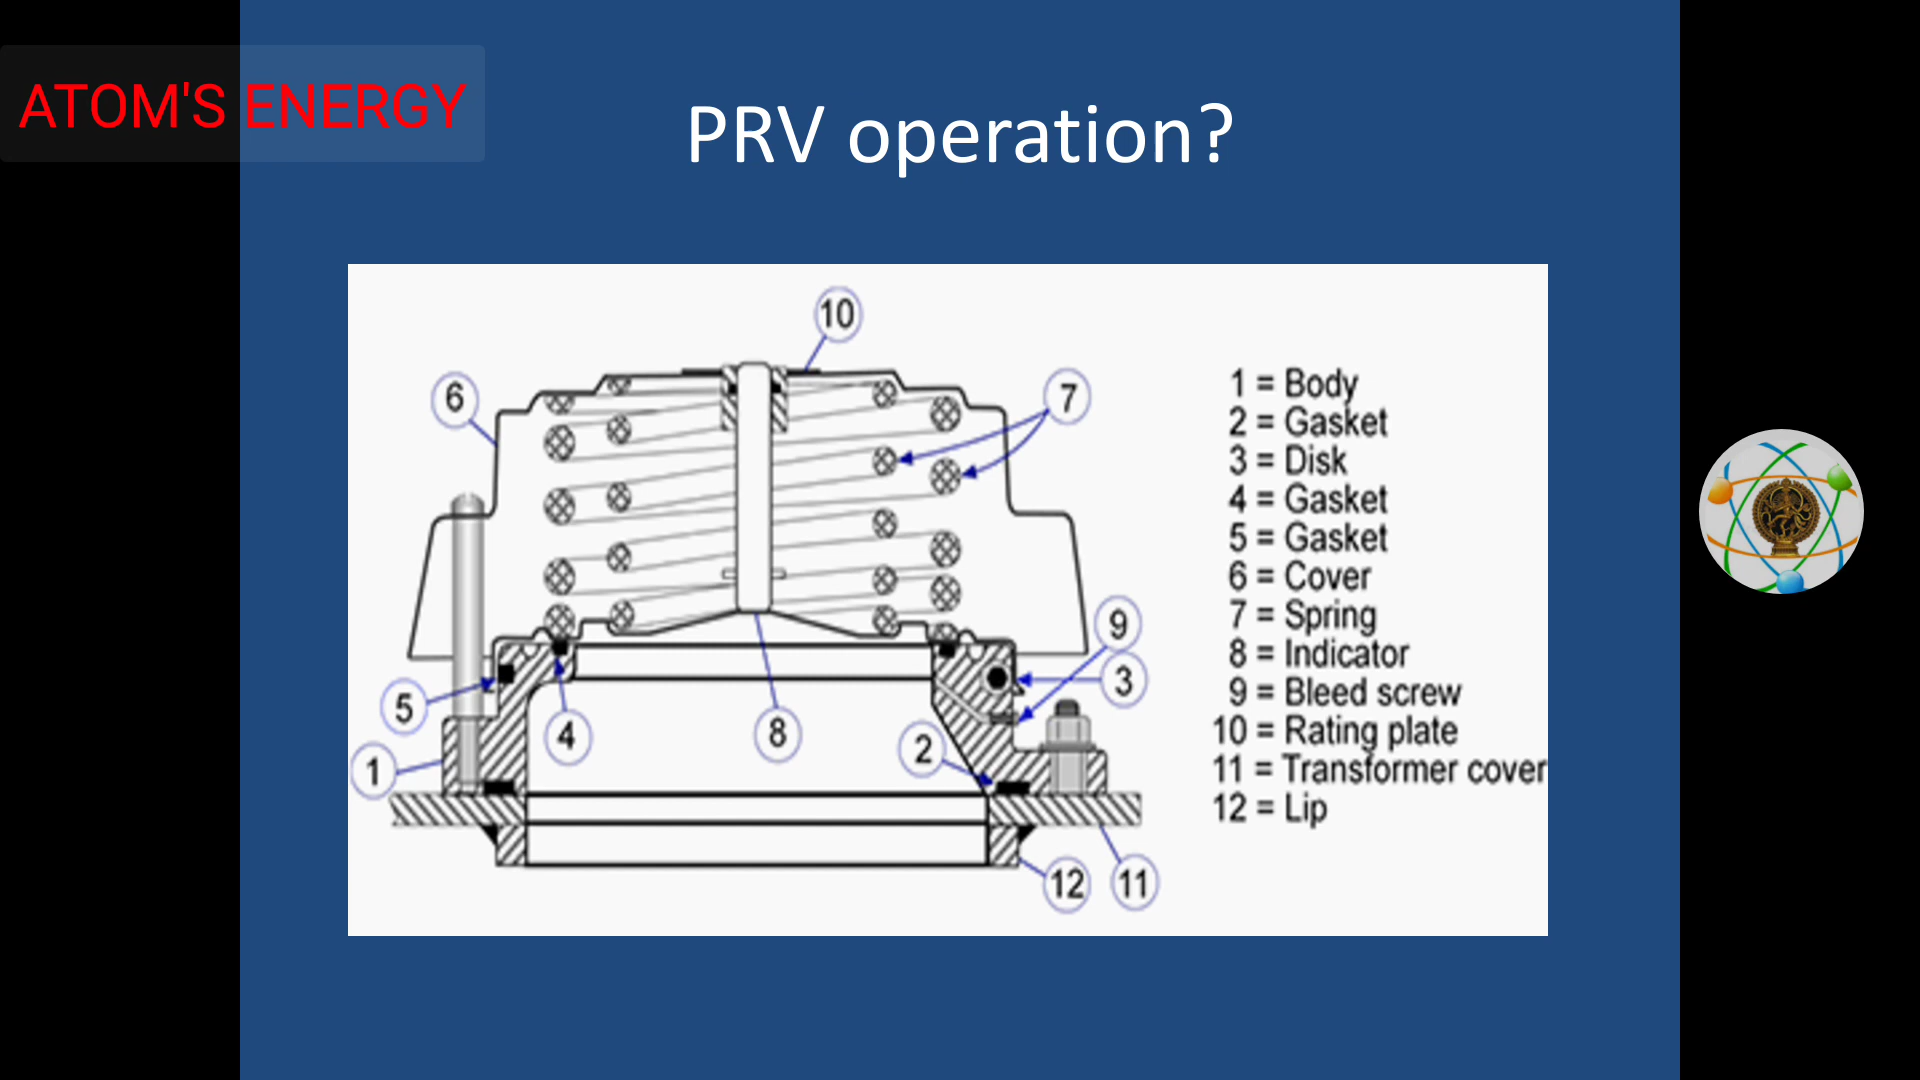 ATOM'S ENERGY
PRV operation?
10
6
7
9
5
3
4
8
2
1
12
11
1 = Body
2 = Gasket
3 = Disk
4 = Gasket
5 = Gasket
6 = Cover
7 = Spring
8 = Indicator
9 = Bleed screw
10 = Rating plate
11 = Transformer cover
12 = Lip